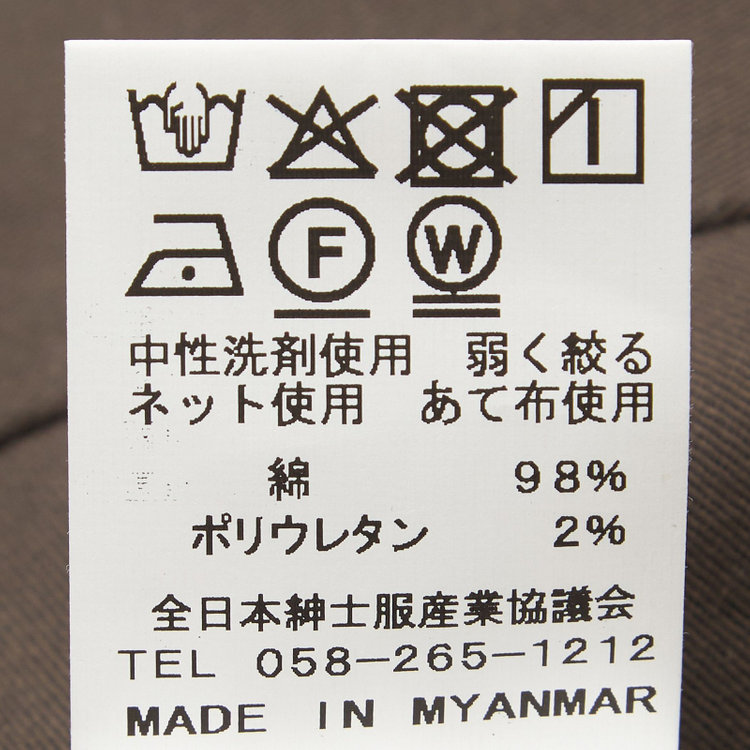 F W
中性洗剤使用 弱く絞る
ネット使用 あて布使用
綿 98%
ポリウレタン 2%
全日本紳士服産業協議会
TEL 058-265-1212
MADE IN MYANMAR